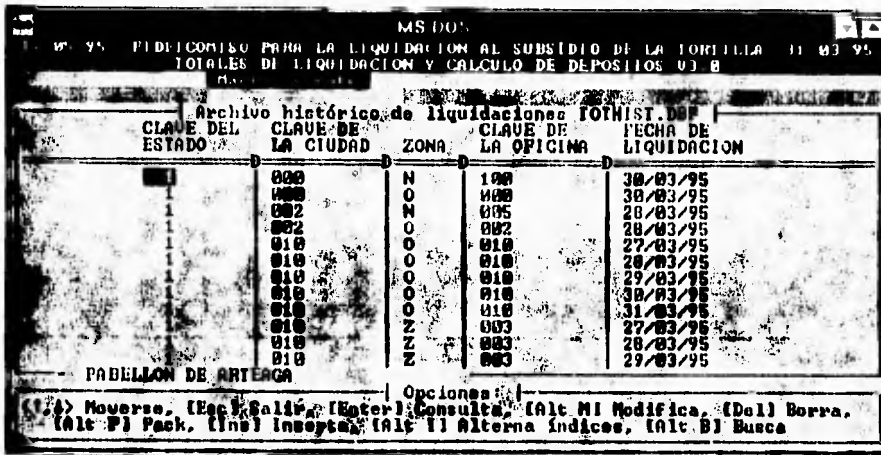 MS DOS
05 95 FIDEICOMISO PARA LA LIQUIDACION AL SUBSIDIO DE LA TORTILLA 31 03 95
TOTALES DE LIQUIDACION Y CALCULO DE DEPOSITOS V3.0
Archivo histórico de liquidaciones TOTHIST.DBF
CLAVE DEL ESTADO CLAVE DE LA CIUDAD ZONA CLAVE DE LA OFICINA FECHA DE LIQUIDACION
1 000 N 100 30/03/95
1 000 O 000 30/03/95
1 002 N 005 28/03/95
1 002 O 002 28/03/95
1 010 O 010 27/03/95
1 010 O 010 28/03/95
1 010 O 010 29/03/95
1 010 O 010 30/03/95
1 010 O 010 31/03/95
1 010 Z 003 27/03/95
1 010 Z 003 28/03/95
1 010 Z 003 29/03/95
PABELLON DE ARTEAGA
Opciones
Moverse, [Esc] Salir, [Enter] Consulta, [Alt M] Modifica, [Del] Borra,
[Alt P] Pack, [Ins] Inserta, [Alt I] Alterna índices, [Alt B] Busca